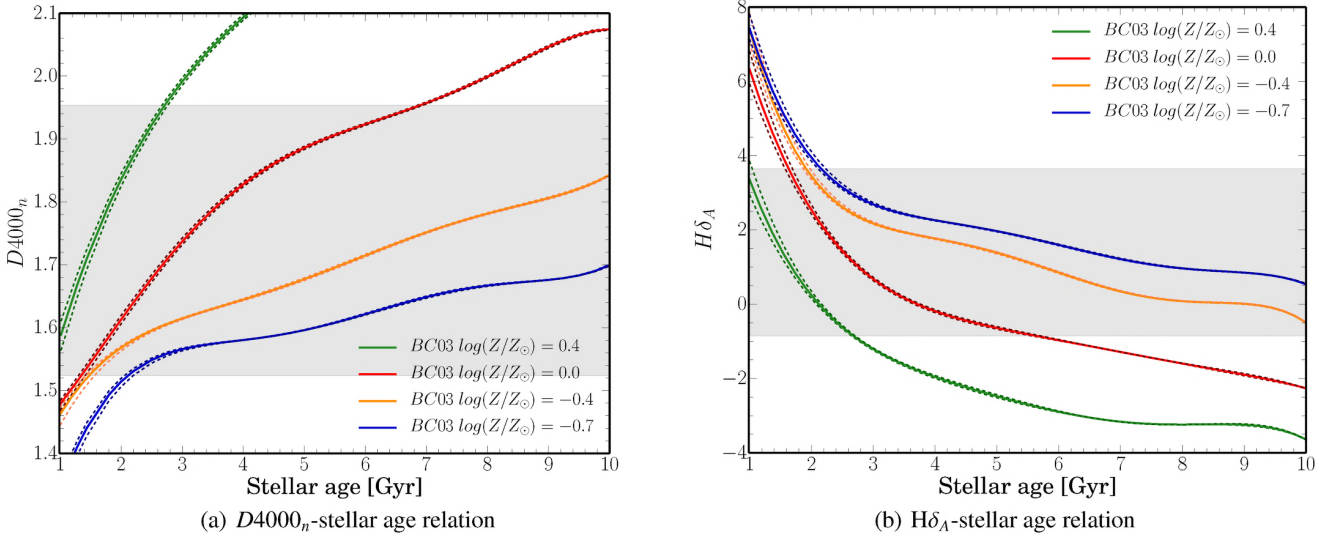 2.1
2.0
1.9
1.8
1.7
1.6
1.5
1.4
D4000ₙ
1 2 3 4 5 6 7 8 9 10
Stellar age [Gyr]
BC03 log(Z/Z⊙) = 0.4
BC03 log(Z/Z⊙) = 0.0
BC03 log(Z/Z⊙) = −0.4
BC03 log(Z/Z⊙) = −0.7
(a) D4000ₙ-stellar age relation
8
6
4
2
0
−2
−4
Hδ_A
1 2 3 4 5 6 7 8 9 10
Stellar age [Gyr]
BC03 log(Z/Z⊙) = 0.4
BC03 log(Z/Z⊙) = 0.0
BC03 log(Z/Z⊙) = −0.4
BC03 log(Z/Z⊙) = −0.7
(b) Hδ_A-stellar age relation